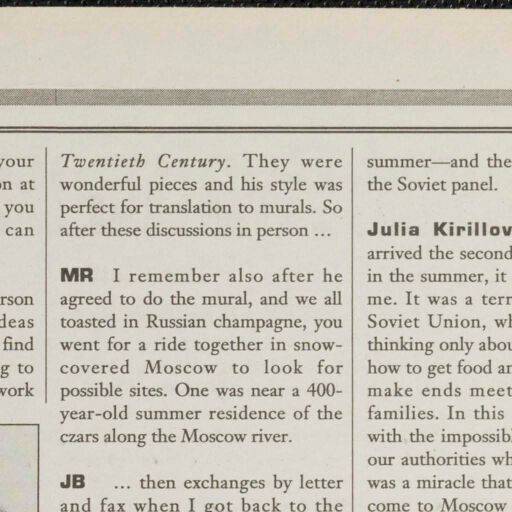 your
on at
you
can
rson
deas
find
g to
work
Twentieth Century. They were
wonderful pieces and his style was
perfect for translation to murals. So
after these discussions in person ...
MR I remember also after he
agreed to do the mural, and we all
toasted in Russian champagne, you
went for a ride together in snow-
covered Moscow to look for
possible sites. One was near a 400-
year-old summer residence of the
czars along the Moscow river.
JB ... then exchanges by letter
and fax when I got back to the
summer—and the
the Soviet panel.
Julia Kirillov
arrived the second
in the summer, it
me. It was a terr
Soviet Union, wh
thinking only abou
how to get food an
make ends meet
families. In this
with the impossib
our authorities wh
was a miracle that
come to Moscow